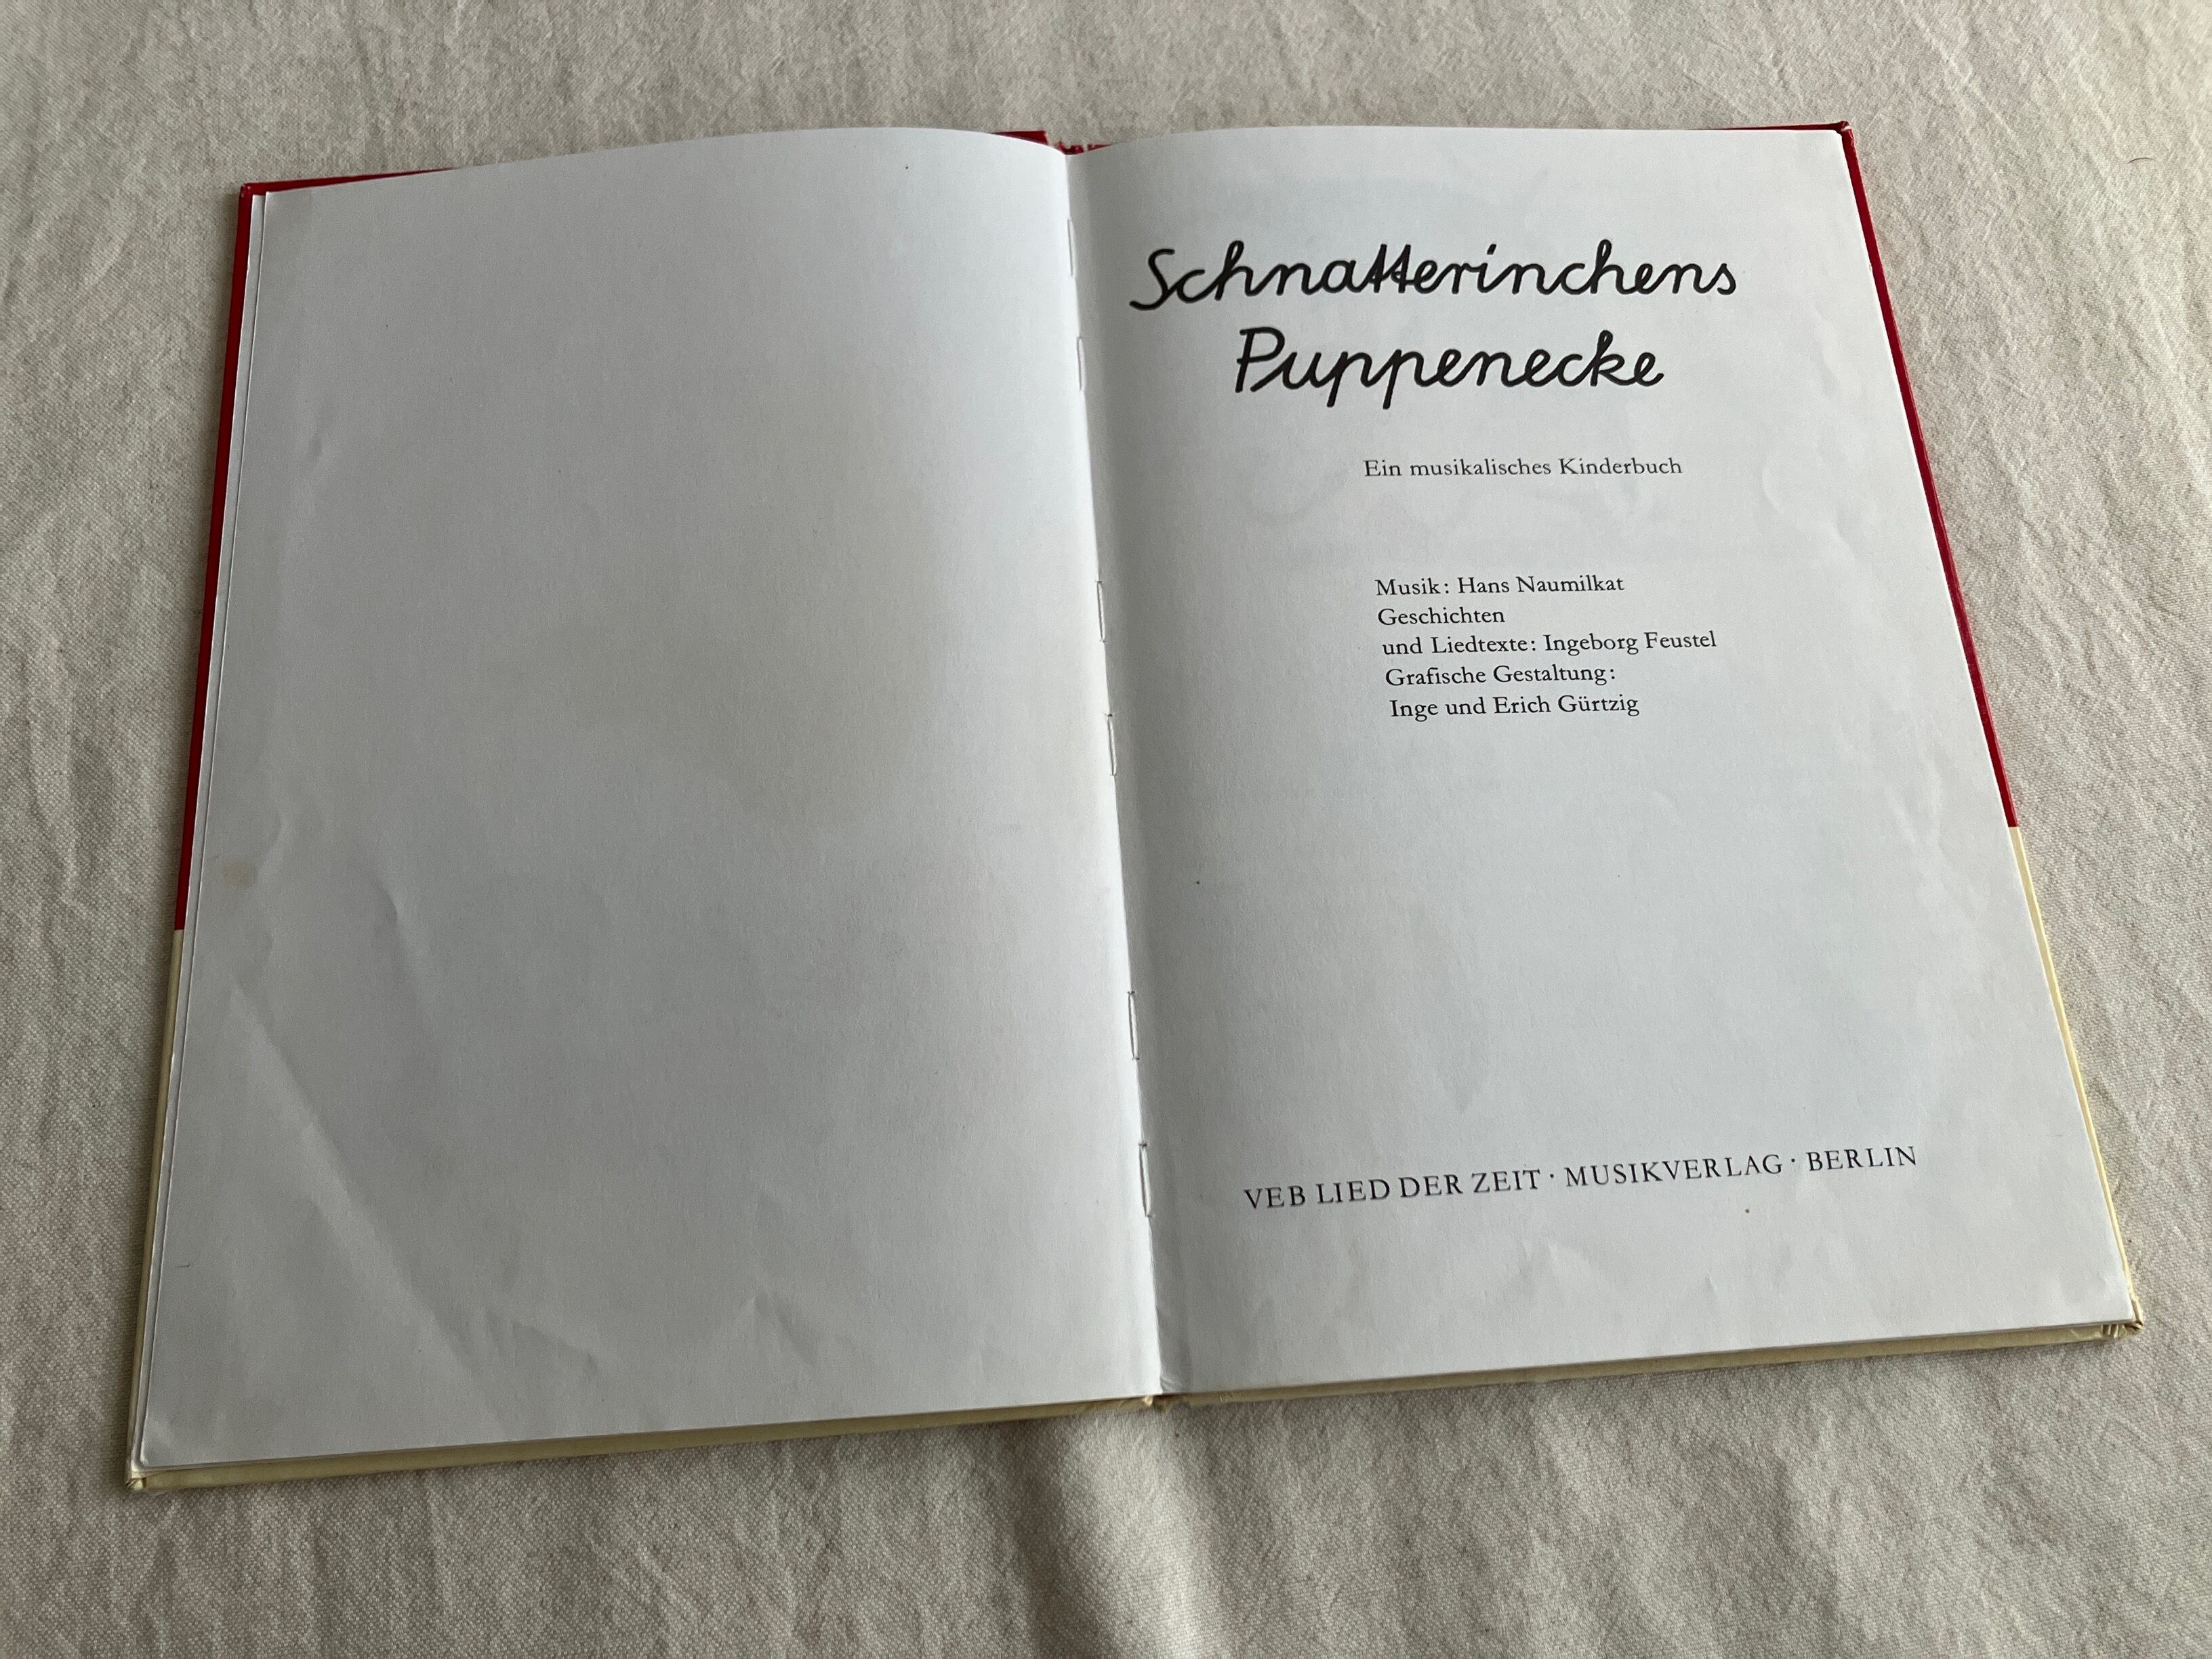 Schnatterinchens
Puppenecke
Ein musikalisches Kinderbuch
Musik: Hans Naumilkat
Geschichten
und Liedtexte: Ingeborg Feustel
Grafische Gestaltung:
Inge und Erich Gürtzig
VEB LIED DER ZEIT · MUSIKVERLAG · BERLIN